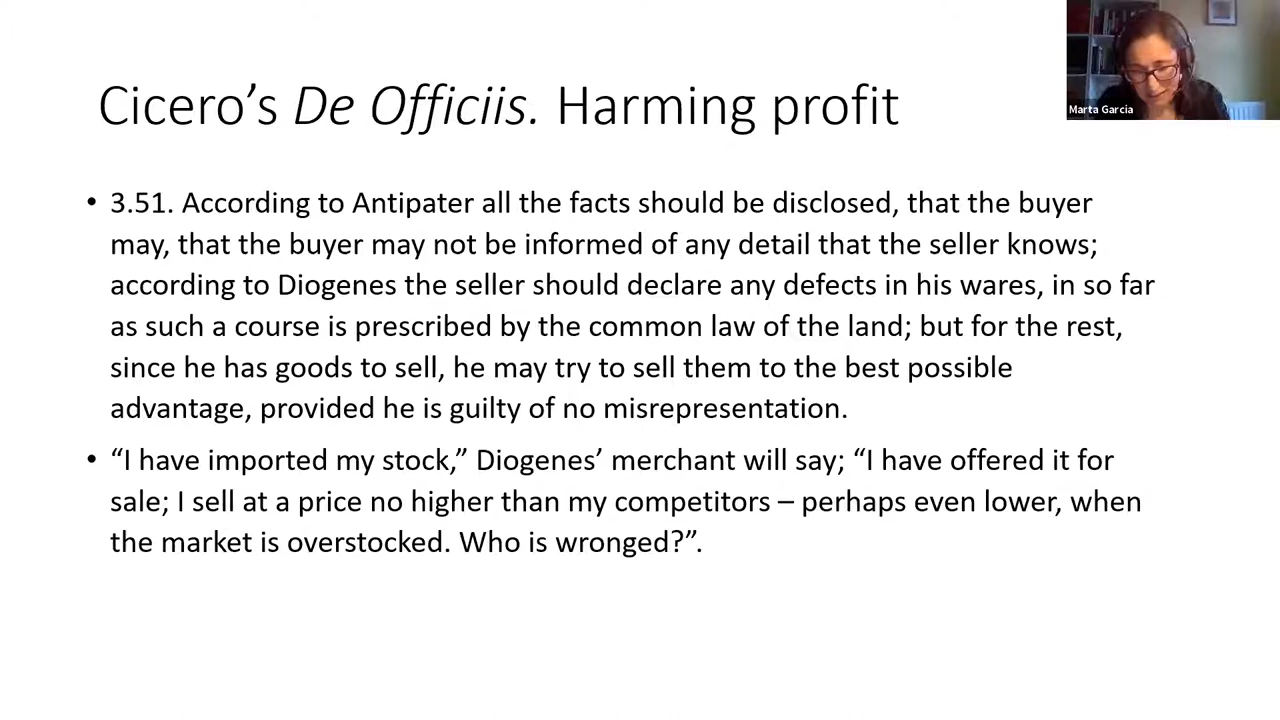 Cicero’s De Officiis. Harming profit
Marta Garcia
• 3.51. According to Antipater all the facts should be disclosed, that the buyer
may, that the buyer may not be informed of any detail that the seller knows;
according to Diogenes the seller should declare any defects in his wares, in so far
as such a course is prescribed by the common law of the land; but for the rest,
since he has goods to sell, he may try to sell them to the best possible
advantage, provided he is guilty of no misrepresentation.
• “I have imported my stock,” Diogenes’ merchant will say; “I have offered it for
sale; I sell at a price no higher than my competitors – perhaps even lower, when
the market is overstocked. Who is wronged?”.